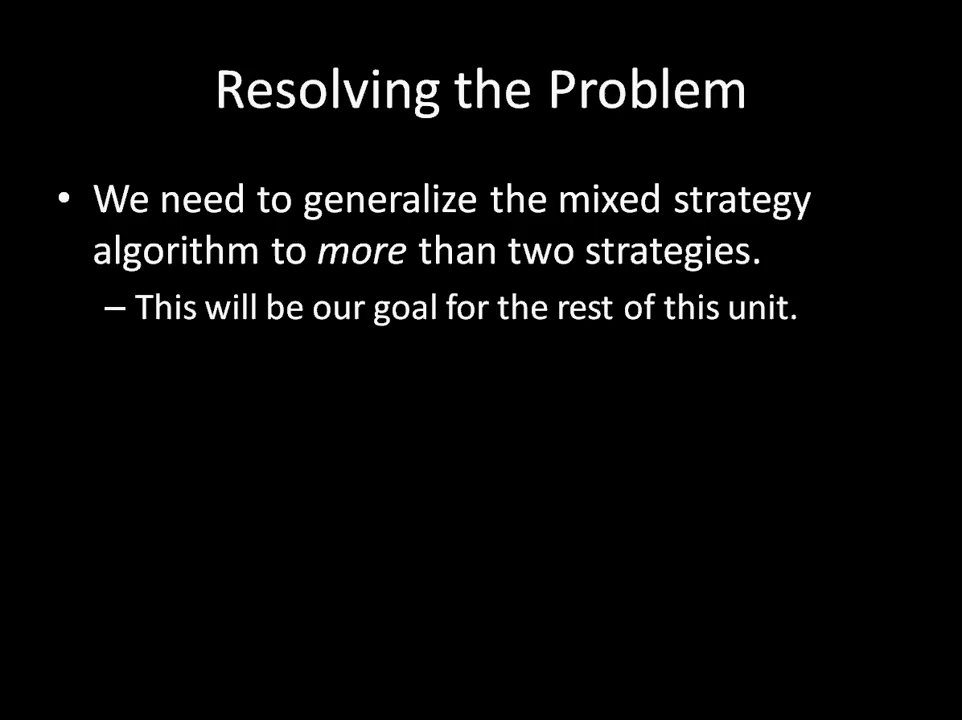 Resolving the Problem
• We need to generalize the mixed strategy
algorithm to more than two strategies.
– This will be our goal for the rest of this unit.